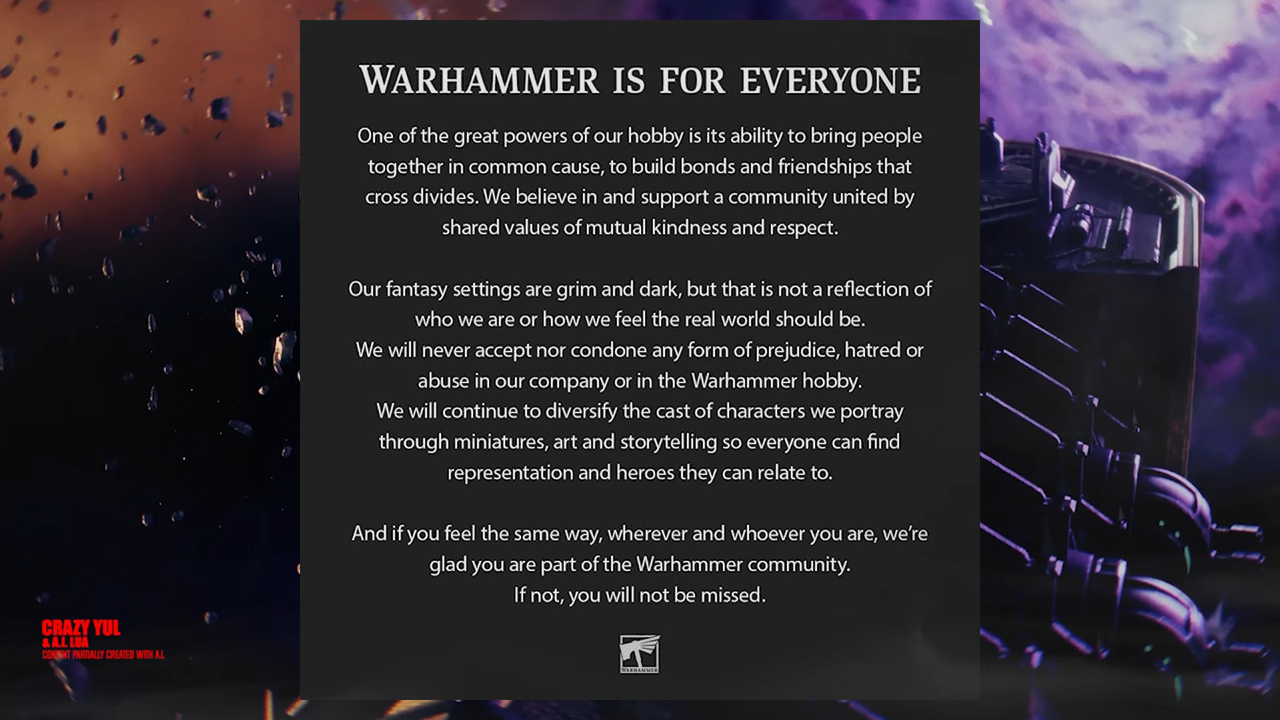 WARHAMMER IS FOR EVERYONE
One of the great powers of our hobby is its ability to bring people
together in common cause, to build bonds and friendships that
cross divides. We believe in and support a community united by
shared values of mutual kindness and respect.
Our fantasy settings are grim and dark, but that is not a reflection of
who we are or how we feel the real world should be.
We will never accept nor condone any form of prejudice, hatred or
abuse in our company or in the Warhammer hobby.
We will continue to diversify the cast of characters we portray
through miniatures, art and storytelling so everyone can find
representation and heroes they can relate to.
And if you feel the same way, wherever and whoever you are, we're
glad you are part of the Warhammer community.
If not, you will not be missed.
WARHAMMER
CRAZY YUL
& A.I. LUA
CONTENT PARTIALLY CREATED WITH A.I.